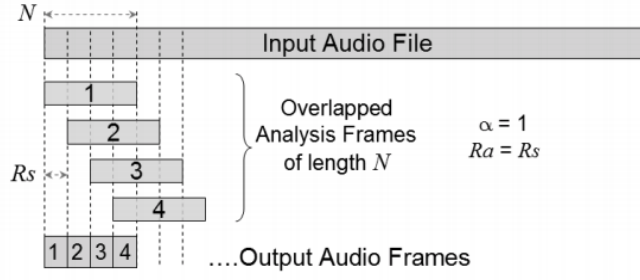 N
Input Audio File
1
2
3
4
Rs
Overlapped
Analysis Frames
of length N
α = 1
Ra = Rs
1 2 3 4
....Output Audio Frames